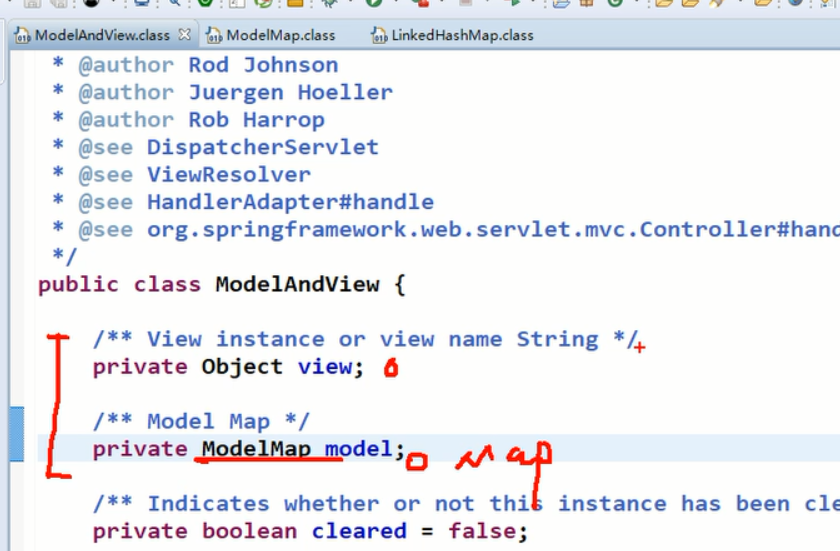 ModelAndView.class ModelMap.class LinkedHashMap.class
* @author Rod Johnson
* @author Juergen Hoeller
* @author Rob Harrop
* @see DispatcherServlet
* @see ViewResolver
* @see HandlerAdapter#handle
* @see org.springframework.web.servlet.mvc.Controller#hand
*/
public class ModelAndView {
/** View instance or view name String */
private Object view;
/** Model Map */
private ModelMap model; Map
/** Indicates whether or not this instance has been cle
private boolean cleared = false;